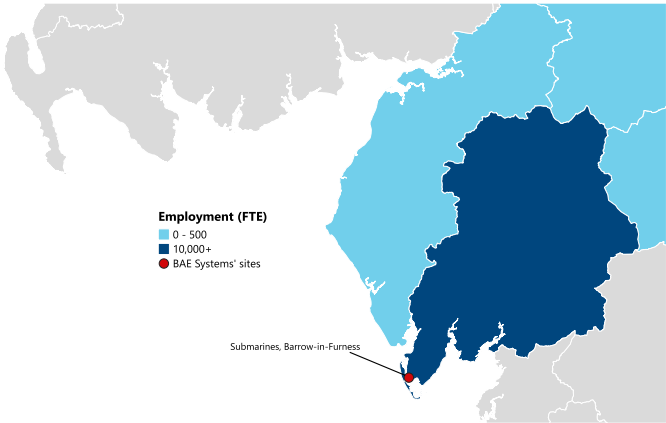 Employment (FTE)
0 - 500
10,000+
BAE Systems' sites
Submarines, Barrow-in-Furness